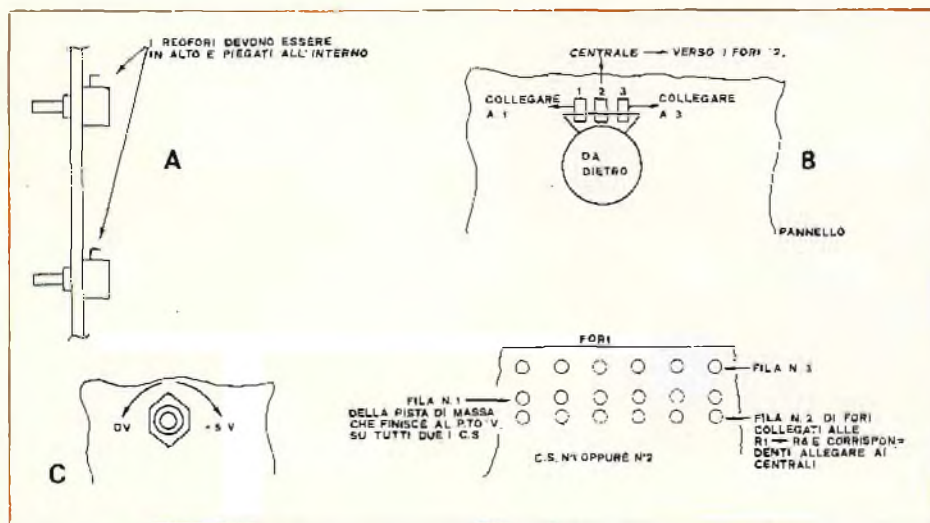 I REOFORI DEVONO ESSERE
IN ALTO E PIEGATI ALL'INTERNO
A
CENTRALE → VERSO I FORI "2"
1 2 3
COLLEGARE
A 1
COLLEGARE
A 3
DA
DIETRO
B
PANNELLO
0V
-5 V
C
FORI
FILA N. 3
FILA N. 1
DELLA PISTA DI MASSA
CHE FINISCE AL P.TO "V"
SU TUTTI DUE I C.S
FILA N. 2 DI FORI
COLLEGATI ALLE
R1 → R6 E CORRISPON=
DENTI ALLEGARE AI
CENTRALI
C.S. N°1 OPPURE N°2